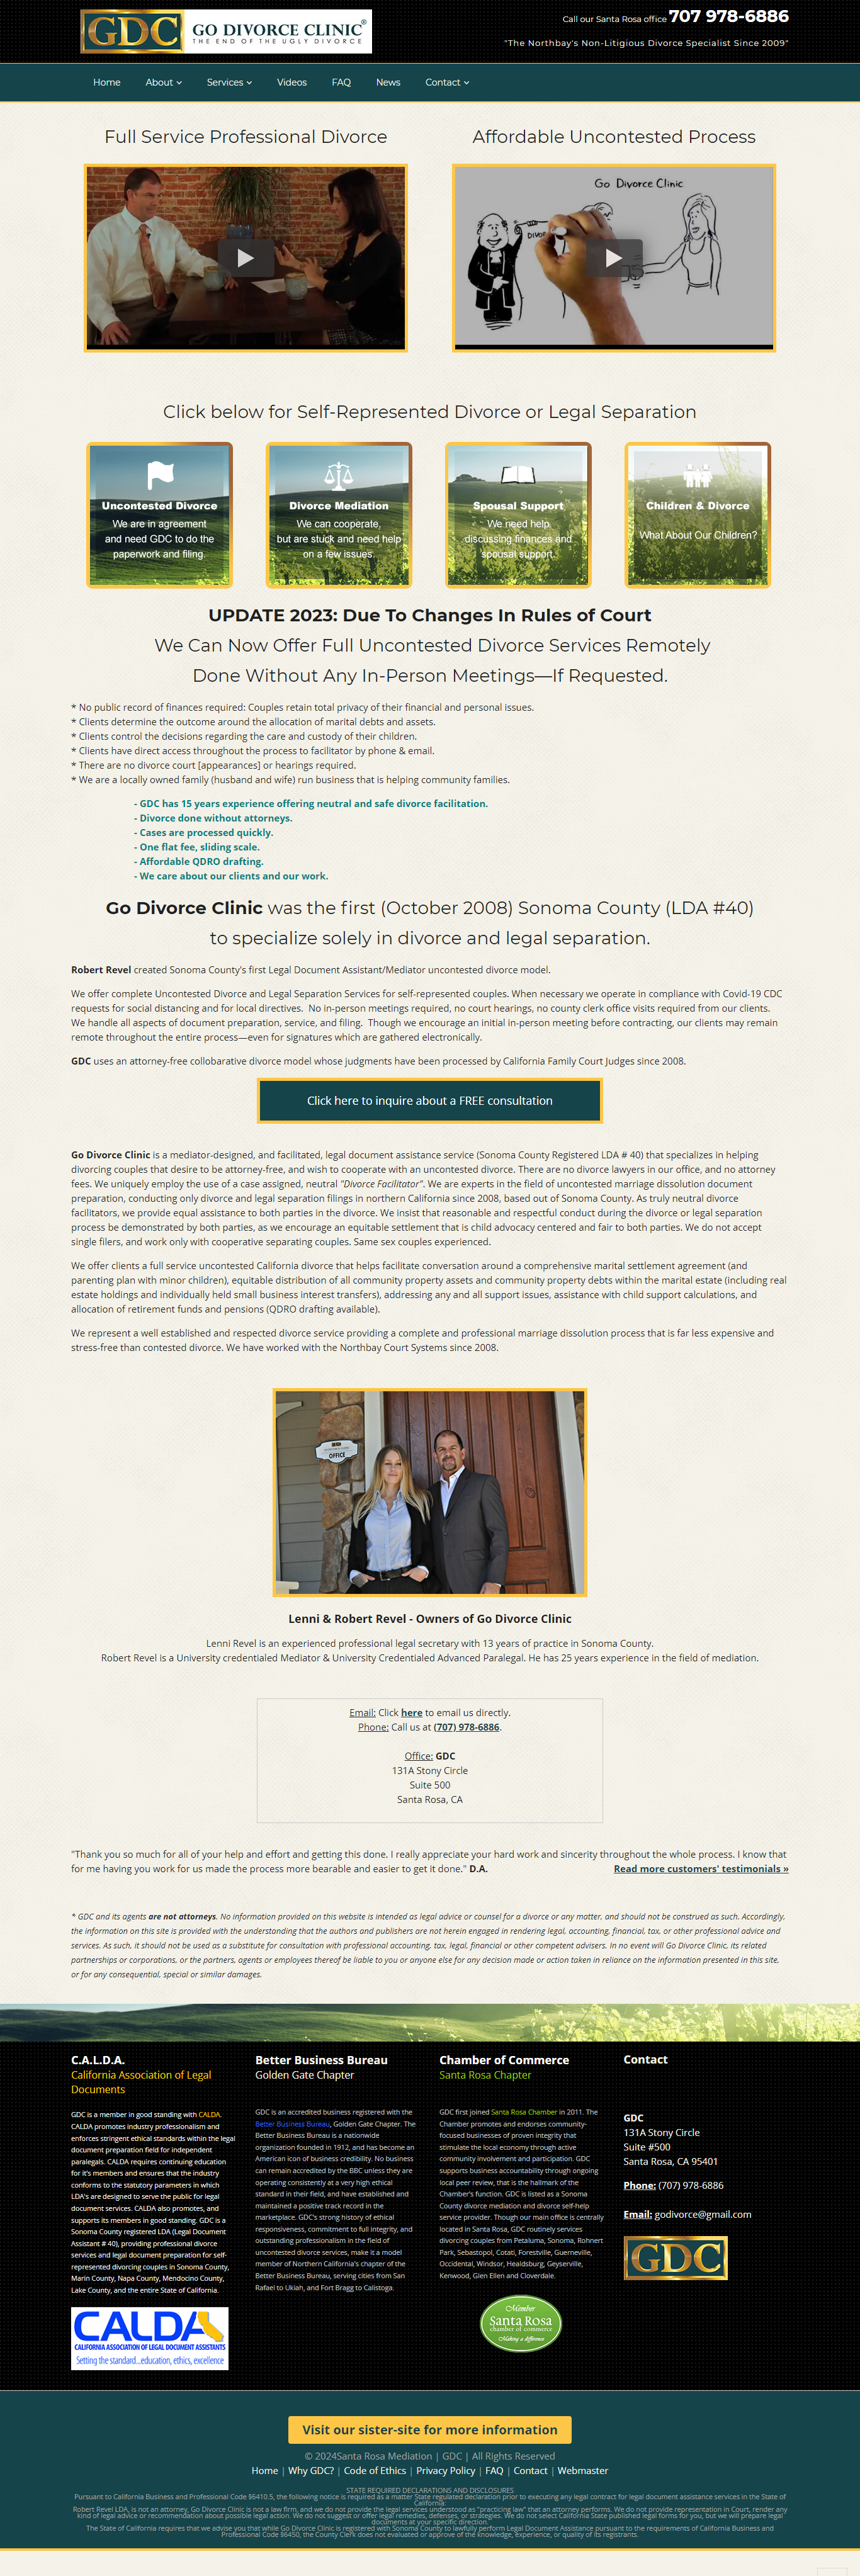 GDC GO DIVORCE CLINIC®
THE END OF THE UGLY DIVORCE
Call our Santa Rosa office 707 978-6886
"The Northbay's Non-Litigious Divorce Specialist Since 2009"
Home About Services Videos FAQ News Contact
Full Service Professional Divorce
Affordable Uncontested Process
Go Divorce Clinic
Click below for Self-Represented Divorce or Legal Separation
Uncontested Divorce
We are in agreement
and need GDC to do the
paperwork and filing.
Divorce Mediation
We can cooperate,
but are stuck and need help
on a few issues.
Spousal Support
We need help
discussing finances and
spousal support.
Children & Divorce
What About Our Children?
UPDATE 2023: Due To Changes In Rules of Court
We Can Now Offer Full Uncontested Divorce Services Remotely
Done Without Any In-Person Meetings—If Requested.
* No public record of finances required: Couples retain total privacy of their financial and personal issues.
* Clients determine the outcome around the allocation of marital debts and assets.
* Clients control the decisions regarding the care and custody of their children.
* Clients have direct access throughout the process to facilitator by phone & email.
* There are no divorce court [appearances] or hearings required.
* We are a locally owned family (husband and wife) run business that is helping community families.
- GDC has 15 years experience offering neutral and safe divorce facilitation.
- Divorce done without attorneys.
- Cases are processed quickly.
- One flat fee, sliding scale.
- Affordable QDRO drafting.
- We care about our clients and our work.
Go Divorce Clinic was the first (October 2008) Sonoma County (LDA #40)
to specialize solely in divorce and legal separation.
Robert Revel created Sonoma County's first Legal Document Assistant/Mediator uncontested divorce model.
We offer complete Uncontested Divorce and Legal Separation Services for self-represented couples. When necessary we operate in compliance with Covid-19 CDC
requests for social distancing and for local directives. No in-person meetings required, no court hearings, no county clerk office visits required from our clients.
We handle all aspects of document preparation, service, and filing. Though we encourage an initial in-person meeting before contracting, our clients may remain
remote throughout the entire process—even for signatures which are gathered electronically.
GDC uses an attorney-free collobarative divorce model whose judgments have been processed by California Family Court Judges since 2008.
Click here to inquire about a FREE consultation
Go Divorce Clinic is a mediator-designed, and facilitated, legal document assistance service (Sonoma County Registered LDA # 40) that specializes in helping
divorcing couples that desire to be attorney-free, and wish to cooperate with an uncontested divorce. There are no divorce lawyers in our office, and no attorney
fees. We uniquely employ the use of a case assigned, neutral "Divorce Facilitator". We are experts in the field of uncontested marriage dissolution document
preparation, conducting only divorce and legal separation filings in northern California since 2008, based out of Sonoma County. As truly neutral divorce
facilitators, we provide equal assistance to both parties in the divorce. We insist that reasonable and respectful conduct during the divorce or legal separation
process be demonstrated by both parties, as we encourage an equitable settlement that is child advocacy centered and fair to both parties. We do not accept
single filers, and work only with cooperative separating couples. Same sex couples experienced.
We offer clients a full service uncontested California divorce that helps facilitate conversation around a comprehensive marital settlement agreement (and
parenting plan with minor children), equitable distribution of all community property assets and community property debts within the marital estate (including real
estate holdings and individually held small business interest transfers), addressing any and all support issues, assistance with child support calculations, and
allocation of retirement funds and pensions (QDRO drafting available).
We represent a well established and respected divorce service providing a complete and professional marriage dissolution process that is far less expensive and
stress-free than contested divorce. We have worked with the Northbay Court Systems since 2008.
OFFICE
Lenni & Robert Revel - Owners of Go Divorce Clinic
Lenni Revel is an experienced professional legal secretary with 13 years of practice in Sonoma County.
Robert Revel is a University credentialed Mediator & University Credentialed Advanced Paralegal. He has 25 years experience in the field of mediation.
Email: Click here to email us directly.
Phone: Call us at (707) 978-6886.
Office: GDC
131A Stony Circle
Suite 500
Santa Rosa, CA
"Thank you so much for all of your help and effort and getting this done. I really appreciate your hard work and sincerity throughout the whole process. I know that
for me having you work for us made the process more bearable and easier to get it done." D.A.
Read more customers' testimonials »
* GDC and its agents are not attorneys. No information provided on this website is intended as legal advice or counsel for a divorce or any matter, and should not be construed as such. Accordingly,
the information on this site is provided with the understanding that the authors and publishers are not herein engaged in rendering legal, accounting, financial, tax, or other professional advice and
services. As such, it should not be used as a substitute for consultation with professional accounting, tax, legal, financial or other competent advisers. In no event will Go Divorce Clinic, its related
partnerships or corporations, or the partners, agents or employees thereof be liable to you or anyone else for any decision made or action taken in reliance on the information presented in this site,
or for any consequential, special or similar damages.
C.A.L.D.A.
California Association of Legal
Documents
GDC is a member in good standing with CALDA.
CALDA promotes industry professionalism and
enforces stringent ethical standards within the legal
document preparation field for independent
paralegals. CALDA requires continuing education
for it's members and ensures that the industry
conforms to the statutory parameters in which
LDA's are designed to serve the public for legal
document services. CALDA also promotes, and
supports its members in good standing. GDC is a
Sonoma County registered LDA (Legal Document
Assistant # 40), providing professional divorce
services and legal document preparation for self-
represented divorcing couples in Sonoma County,
Marin County, Napa County, Mendocino County,
Lake County, and the entire State of California.
CALDA
CALIFORNIA ASSOCIATION OF LEGAL DOCUMENT ASSISTANTS
Setting the standard...education, ethics, excellence
Better Business Bureau
Golden Gate Chapter
GDC is an accredited business registered with the
Better Business Bureau, Golden Gate Chapter. The
Better Business Bureau is a nationwide
organization founded in 1912, and has become an
American icon of business credibility. No business
can remain accredited by the BBC unless they are
operating consistently at a very high ethical
standard in their field, and have established and
maintained a positive track record in the
marketplace. GDC's strong history of ethical
responsiveness, commitment to full integrity, and
outstanding professionalism in the field of
uncontested divorce services, make it a model
member of Northern California's chapter of the
Better Business Bureau, serving cities from San
Rafael to Ukiah, and Fort Bragg to Calistoga.
Chamber of Commerce
Santa Rosa Chapter
GDC first joined Santa Rosa Chamber in 2011. The
Chamber promotes and endorses community-
focused businesses of proven integrity that
stimulate the local economy through active
community involvement and participation. GDC
supports business accountability through ongoing
local peer review, that is the hallmark of the
Chamber's function. GDC is listed as a Sonoma
County divorce mediation and divorce self-help
service provider. Though our main office is centrally
located in Santa Rosa, GDC routinely services
divorcing couples from Petaluma, Sonoma, Rohnert
Park, Sebastopol, Cotati, Forestville, Guerneville,
Occidental, Windsor, Healdsburg, Geyserville,
Kenwood, Glen Ellen and Cloverdale.
Member
Santa Rosa
chamber of commerce
Making a difference
Contact
GDC
131A Stony Circle
Suite #500
Santa Rosa, CA 95401
Phone: (707) 978-6886
Email: godivorce@gmail.com
GDC
Visit our sister-site for more information
© 2024Santa Rosa Mediation | GDC | All Rights Reserved
Home | Why GDC? | Code of Ethics | Privacy Policy | FAQ | Contact | Webmaster
STATE REQUIRED DECLARATIONS AND DISCLOSURES
Pursuant to California Business and Professional Code §6410.5, the following notice is required as a matter State regulated declaration prior to executing any legal contract for legal document assistance services in the State of
California:
Robert Revel LDA, is not an attorney. Go Divorce Clinic is not a law firm, and we do not provide the legal services understood as "practicing law" that an attorney performs. We do not provide representation in Court, render any
kind of legal advice or recommendation about possible legal action. We do not suggest or offer legal remedies, defenses, or strategies. We do not select California State published legal forms for you, but we will prepare legal
documents at your specific direction.
The State of California requires that we advise you that while Go Divorce Clinic is registered with Sonoma County to lawfully perform Legal Document Assistance pursuant to the requirements of California Business and
Professional Code §6450, the County Clerk does not evaluated or approve of the knowledge, experience, or quality of its registrants.